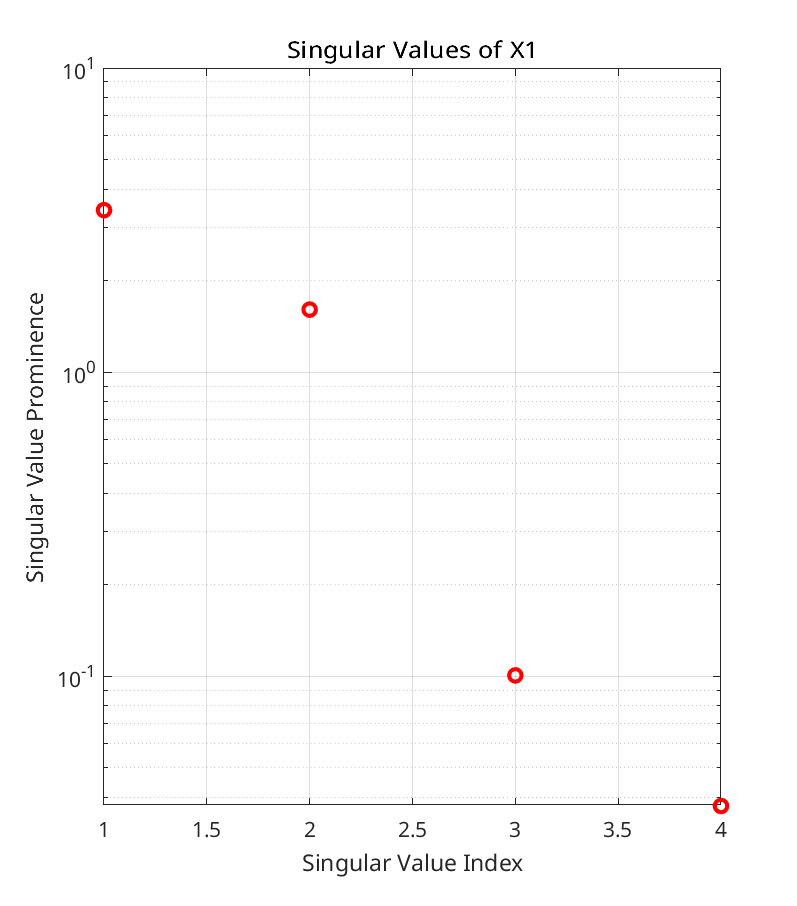 Singular Values of X1
10^1
10^0
10^-1
Singular Value Prominence
1 1.5 2 2.5 3 3.5 4
Singular Value Index